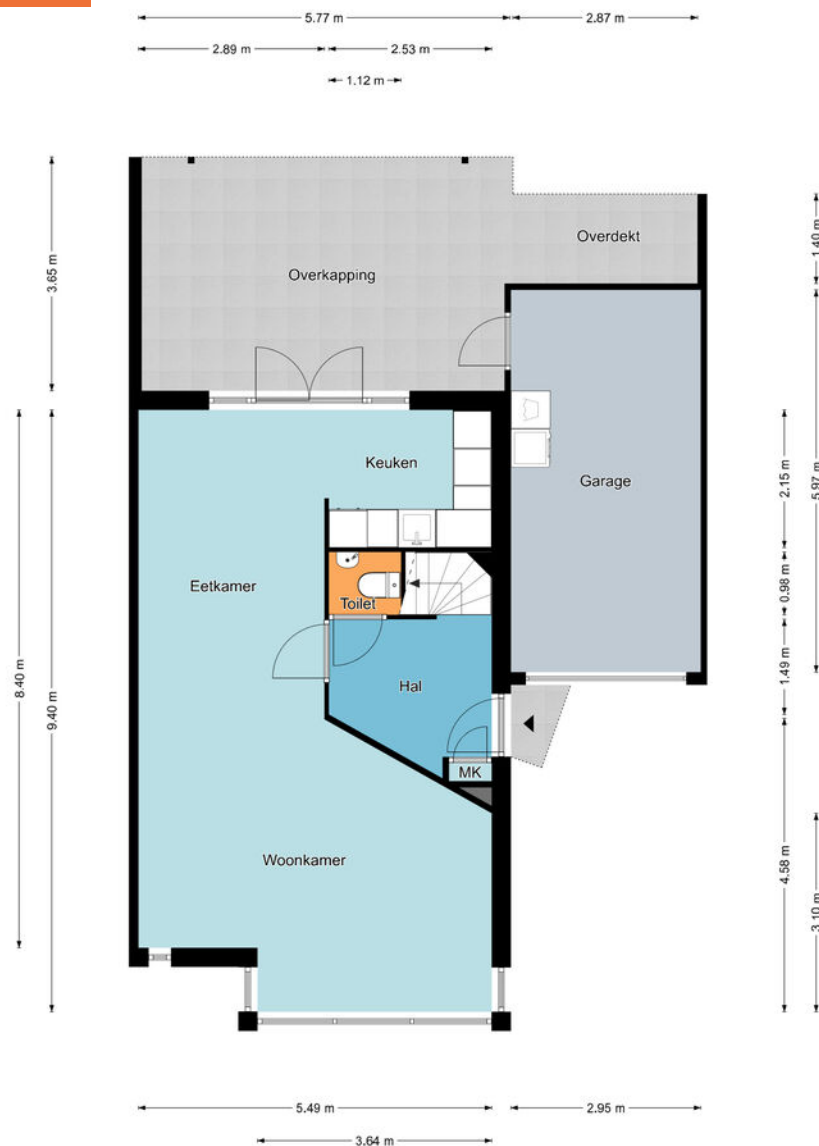 5.77 m
2.87 m
2.89 m
2.53 m
1.12 m
3.65 m
1.40 m
Overdekt
Overkapping
Keuken
Garage
2.15 m
5.97 m
Eetkamer
Toilet
0.98 m
8.40 m
9.40 m
Hal
1.49 m
MK
Woonkamer
4.58 m
3.10 m
5.49 m
2.95 m
3.64 m